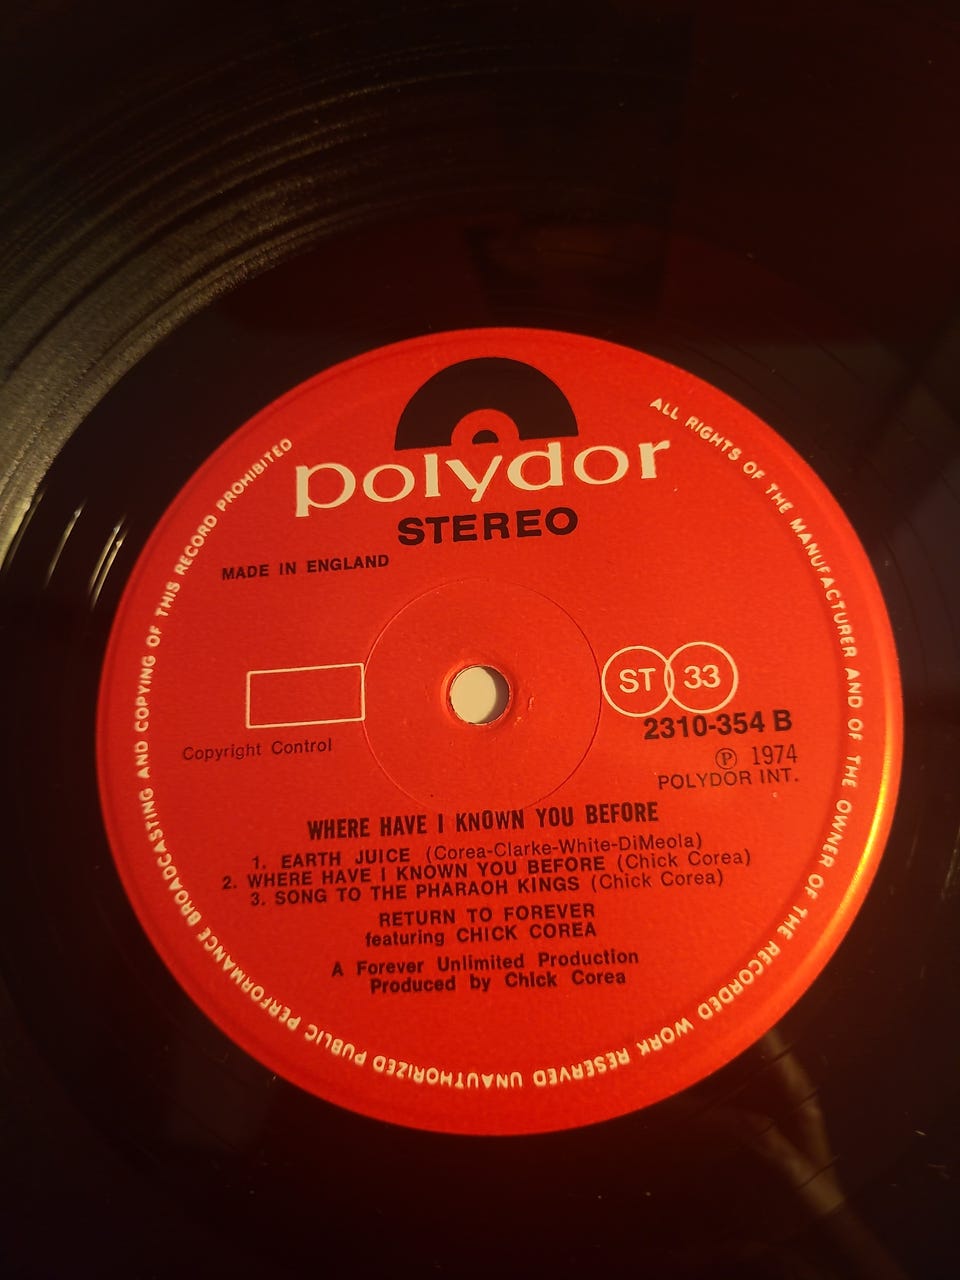 polydor
STEREO
MADE IN ENGLAND
ST 33
2310-354 B
Copyright Control
℗ 1974
POLYDOR INT.
WHERE HAVE I KNOWN YOU BEFORE
1. EARTH JUICE (Corea-Clarke-White-DiMeola)
2. WHERE HAVE I KNOWN YOU BEFORE (Chick Corea)
3. SONG TO THE PHARAOH KINGS (Chick Corea)
RETURN TO FOREVER
featuring CHICK COREA
A Forever Unlimited Production
Produced by Chick Corea
ALL RIGHTS OF THE MANUFACTURER AND OF THE OWNER OF THE RECORDED WORK RESERVED UNAUTHORIZED PUBLIC PERFORMANCE BROADCASTING AND COPYING OF THIS RECORD PROHIBITED